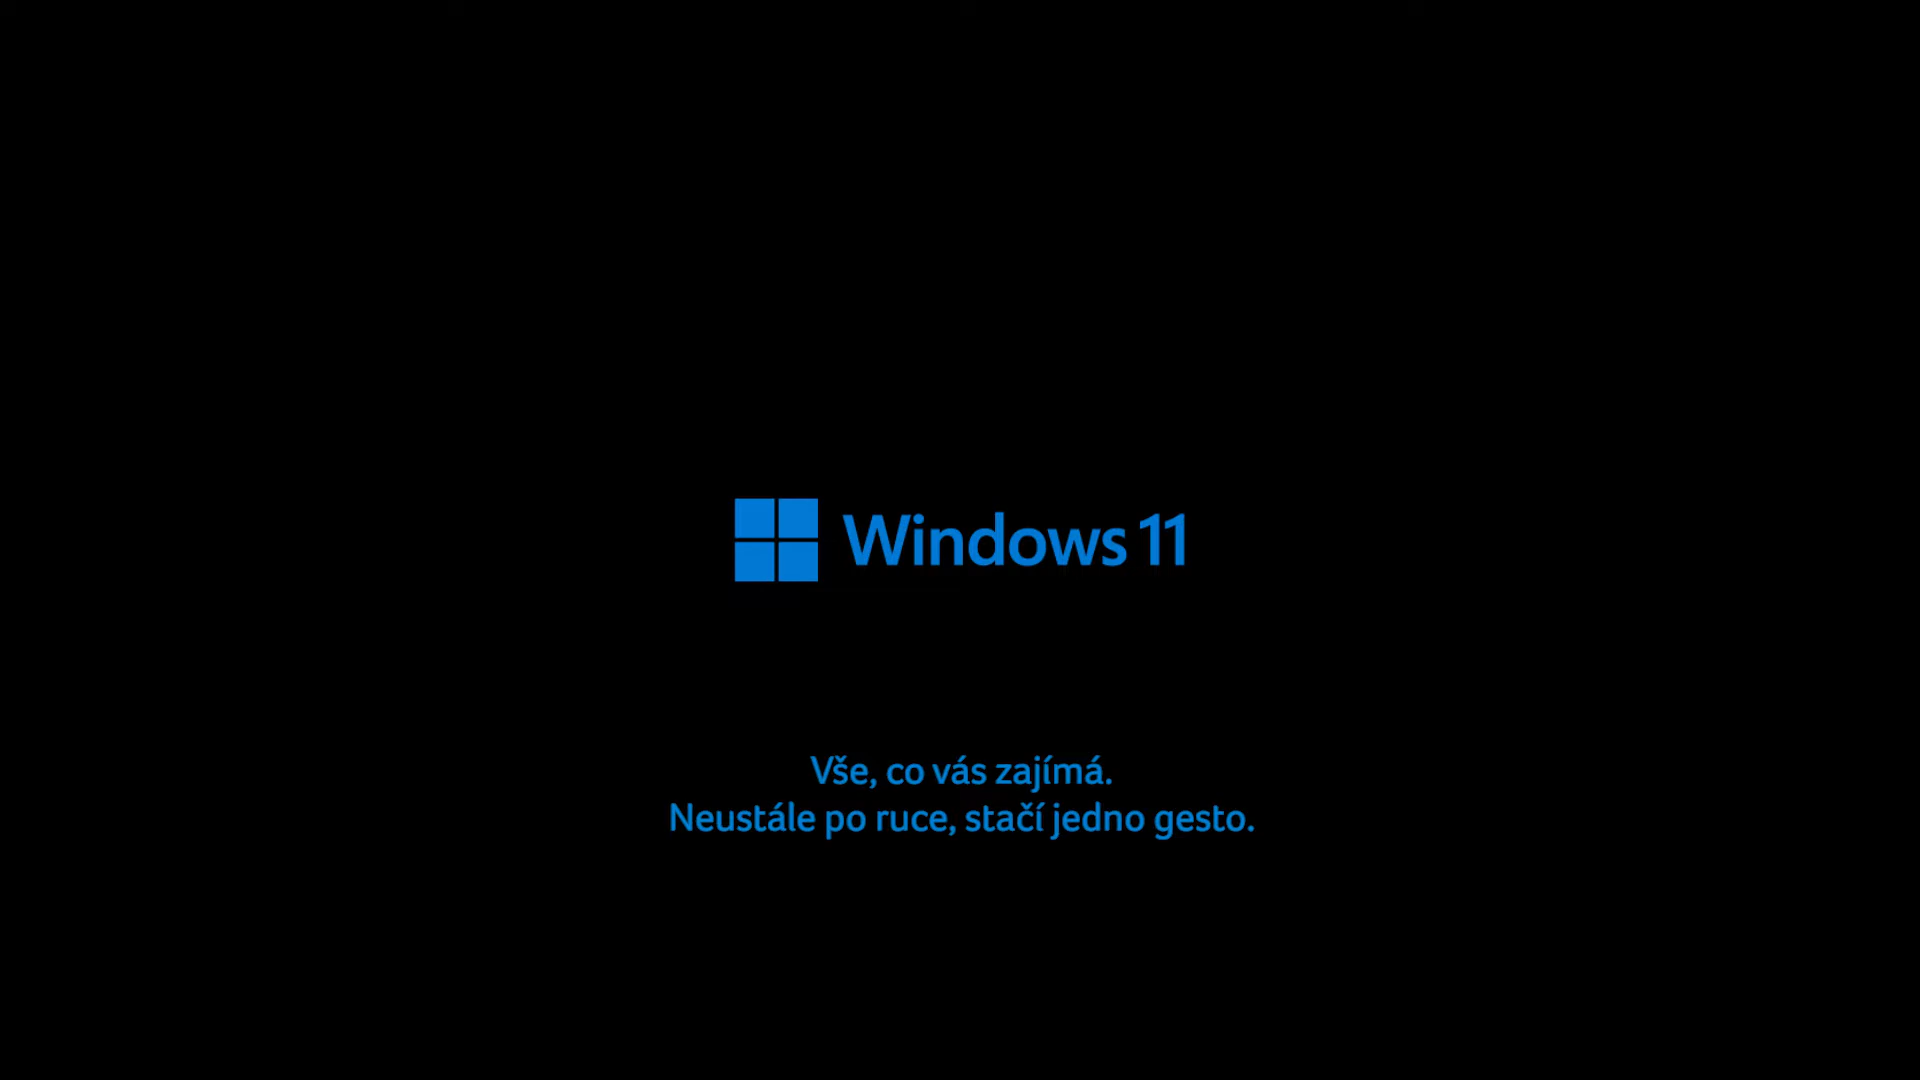 Windows 11
Vše, co vás zajímá.
Neustále po ruce, stačí jedno gesto.